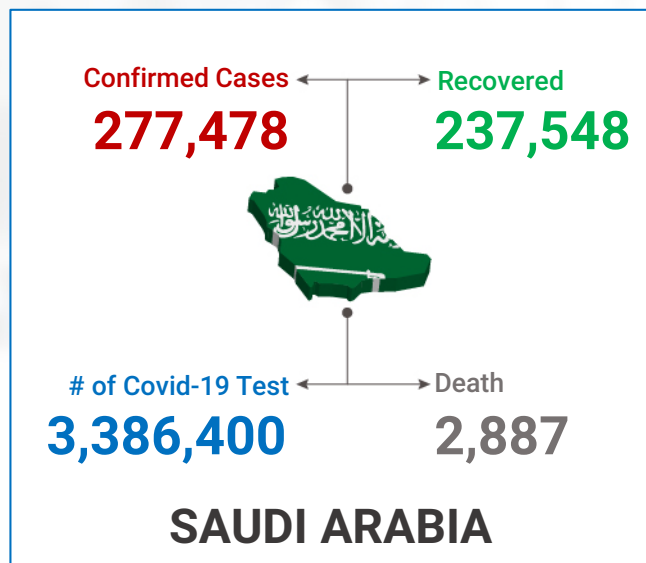 Confirmed Cases
277,478
Recovered
237,548
# of Covid-19 Test
3,386,400
Death
2,887
SAUDI ARABIA